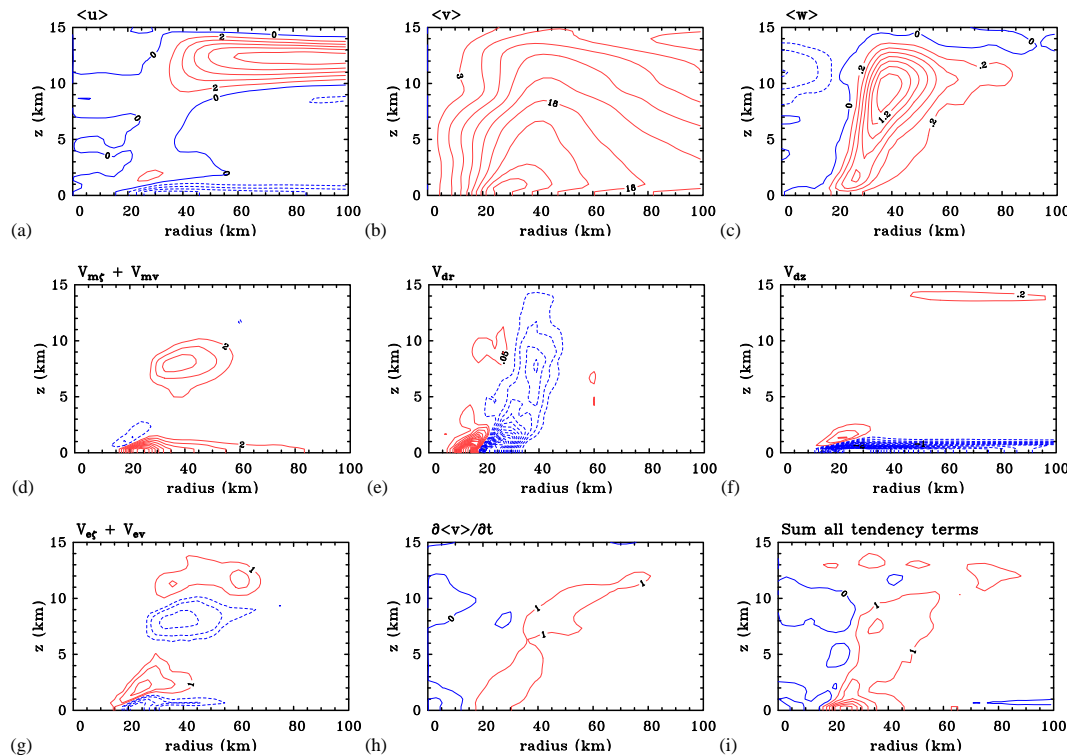 <u>
<v>
<w>
15
10
5
0
z (km)
0
2
2
0
0
0
0
0 20 40 60 80 100
radius (km)
(a)
15
10
5
0
z (km)
3
18
18
0 20 40 60 80 100
radius (km)
(b)
15
10
5
0
z (km)
0
0
.2
.2
0
1.2
.2
0 20 40 60 80 100
radius (km)
(c)
V_mζ + V_mv
15
10
5
0
z (km)
2
2
0 20 40 60 80 100
radius (km)
(d)
V_dr
15
10
5
0
z (km)
.05
0 20 40 60 80 100
radius (km)
(e)
V_dz
15
10
5
0
z (km)
.2
0 20 40 60 80 100
radius (km)
(f)
V_eζ + V_ev
15
10
5
0
z (km)
1
1
0 20 40 60 80 100
radius (km)
(g)
∂<v>/∂t
15
10
5
0
z (km)
0
1
1
0 20 40 60 80 100
radius (km)
(h)
Sum all tendency terms
15
10
5
0
z (km)
0
1
1
0 20 40 60 80 100
radius (km)
(i)